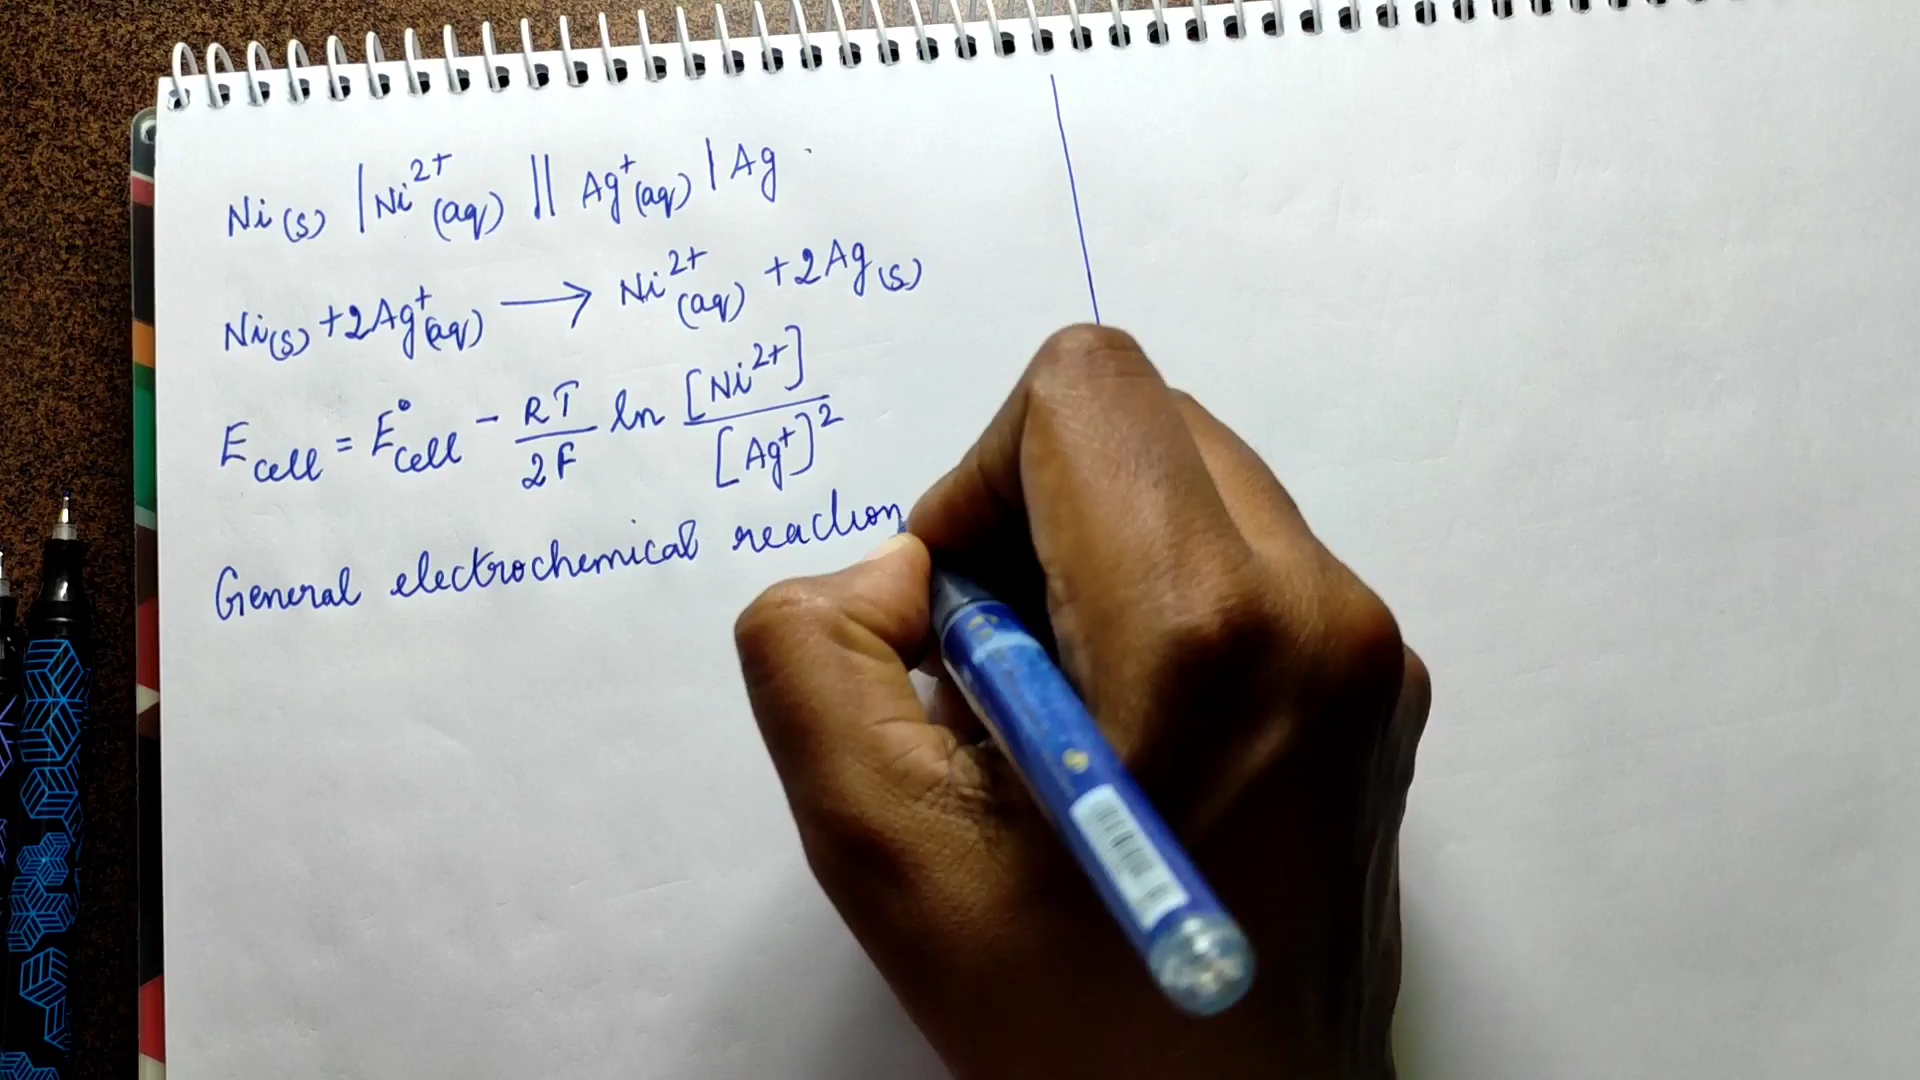 Ni(s) | Ni²⁺(aq) || Ag⁺(aq) | Ag
Ni(s) + 2Ag⁺(aq) ⟶ Ni²⁺(aq) + 2Ag(s)
E cell = E° cell - RT/2F ln [Ni²⁺]/[Ag⁺]²
General electrochemical reaction